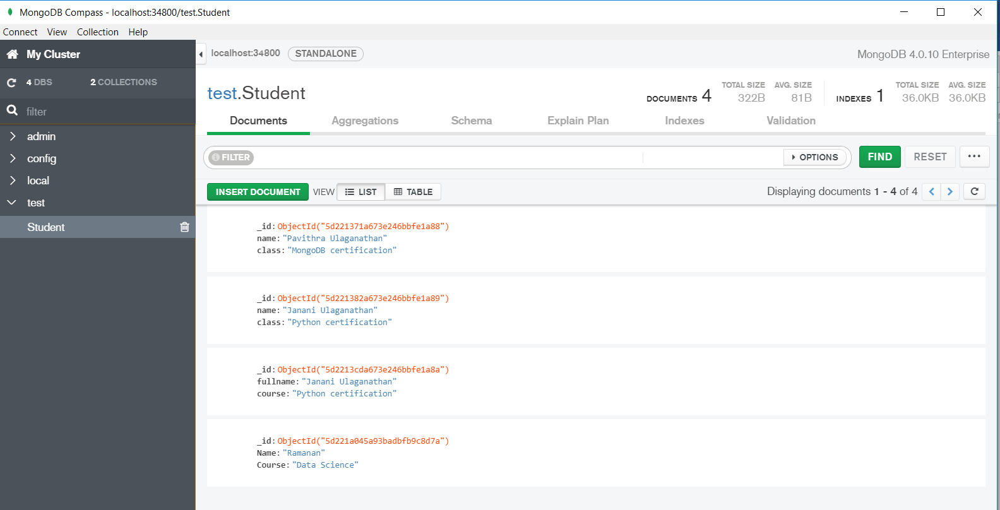 MongoDB Compass - localhost:34800/test.Student
Connect View Collection Help
My Cluster
4 DBS 2 COLLECTIONS
filter
admin
config
local
test
Student
localhost:34800 STANDALONE MongoDB 4.0.10 Enterprise
test.Student
DOCUMENTS 4 TOTAL SIZE 322B AVG. SIZE 81B INDEXES 1 TOTAL SIZE 36.0KB AVG. SIZE 36.0KB
Documents Aggregations Schema Explain Plan Indexes Validation
FILTER OPTIONS FIND RESET ···
INSERT DOCUMENT VIEW LIST TABLE Displaying documents 1 - 4 of 4
_id: ObjectId("5d221371a673e246bbfe1a88")
name: "Pavithra Ulaganathan"
class: "MongoDB certification"
_id: ObjectId("5d221382a673e246bbfe1a89")
name: "Janani Ulaganathan"
class: "Python certification"
_id: ObjectId("5d2213cda673e246bbfe1a8a")
fullname: "Janani Ulaganathan"
course: "Python certification"
_id: ObjectId("5d221a045a93badbfb9c8d7a")
Name: "Ramanan"
Course: "Data Science"